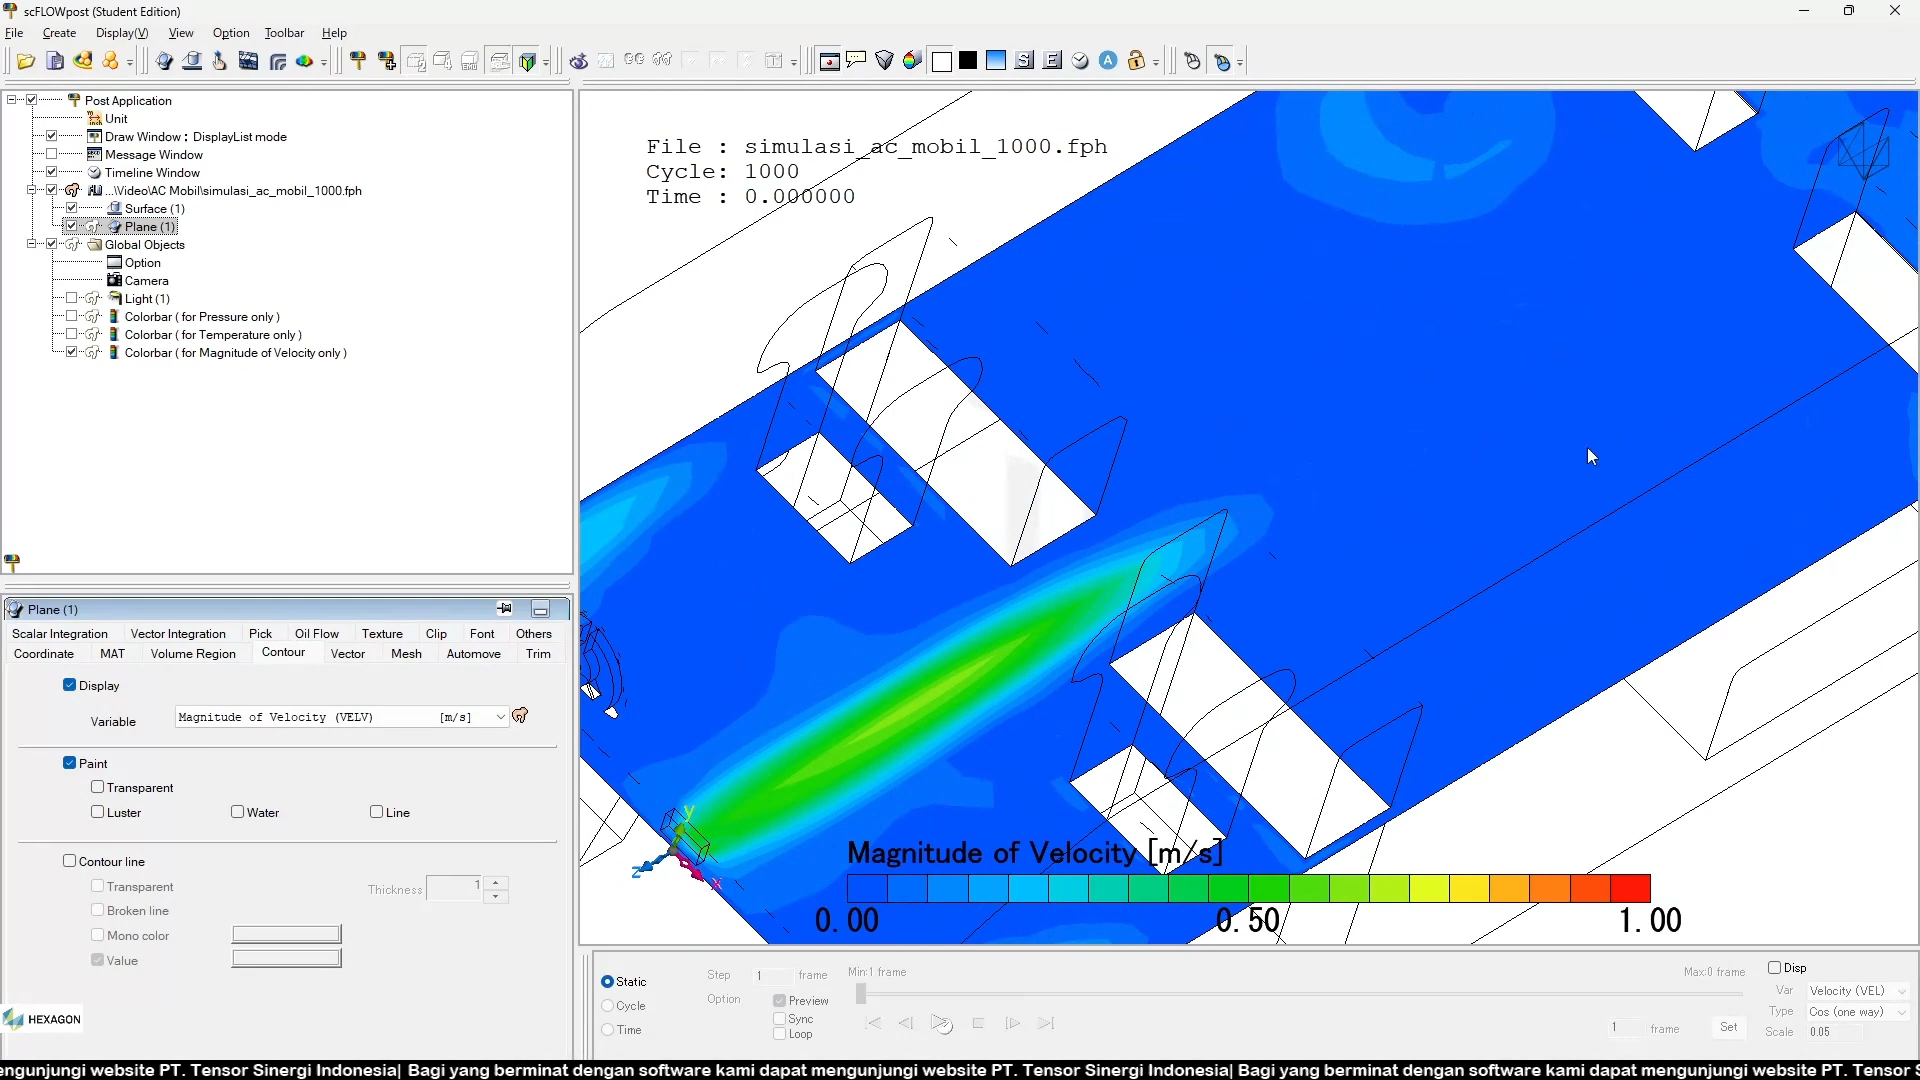 scFLOWpost (Student Edition)
File Create Display(V) View Option Toolbar Help
Post Application
Unit
Draw Window : DisplayList mode
Message Window
Timeline Window
...\Video\AC Mobil\simulasi_ac_mobil_1000.fph
Surface (1)
Plane (1)
Global Objects
Option
Camera
Light (1)
Colorbar ( for Pressure only )
Colorbar ( for Temperature only )
Colorbar ( for Magnitude of Velocity only )
File : simulasi_ac_mobil_1000.fph
Cycle: 1000
Time : 0.000000
Plane (1)
Scalar Integration Vector Integration Pick Oil Flow Texture Clip Font Others
Coordinate MAT Volume Region Contour Vector Mesh Automove Trim
Display
Variable Magnitude of Velocity (VELV) [m/s]
Paint
Transparent
Luster Water Line
Contour line
Transparent Thickness 1
Broken line
Mono color
Value
HEXAGON
y
z
x
Magnitude of Velocity [m/s]
0.00 0.50 1.00
Static Step 1 frame Min:1 frame Max:0 frame Disp
Option Preview Var Velocity (VEL)
Cycle Sync Type Cos (one way)
Time Loop 1 frame Set Scale 0.05
engunjungi website PT. Tensor Sinergi Indonesia| Bagi yang berminat dengan software kami dapat mengunjungi website PT. Tensor Sinergi Indonesia| Bagi yang berminat dengan software kami dapat mengunjungi website PT. Tensor S